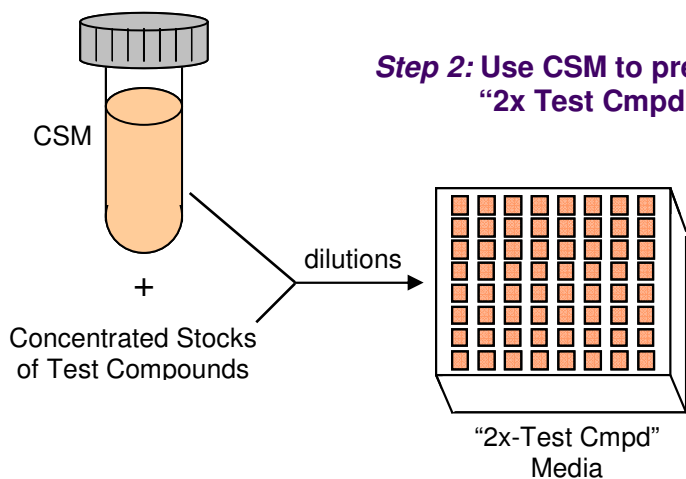 Step 2: Use CSM to pre
“2x Test Cmpd
CSM
+
dilutions
Concentrated Stocks
of Test Compounds
“2x-Test Cmpd”
Media